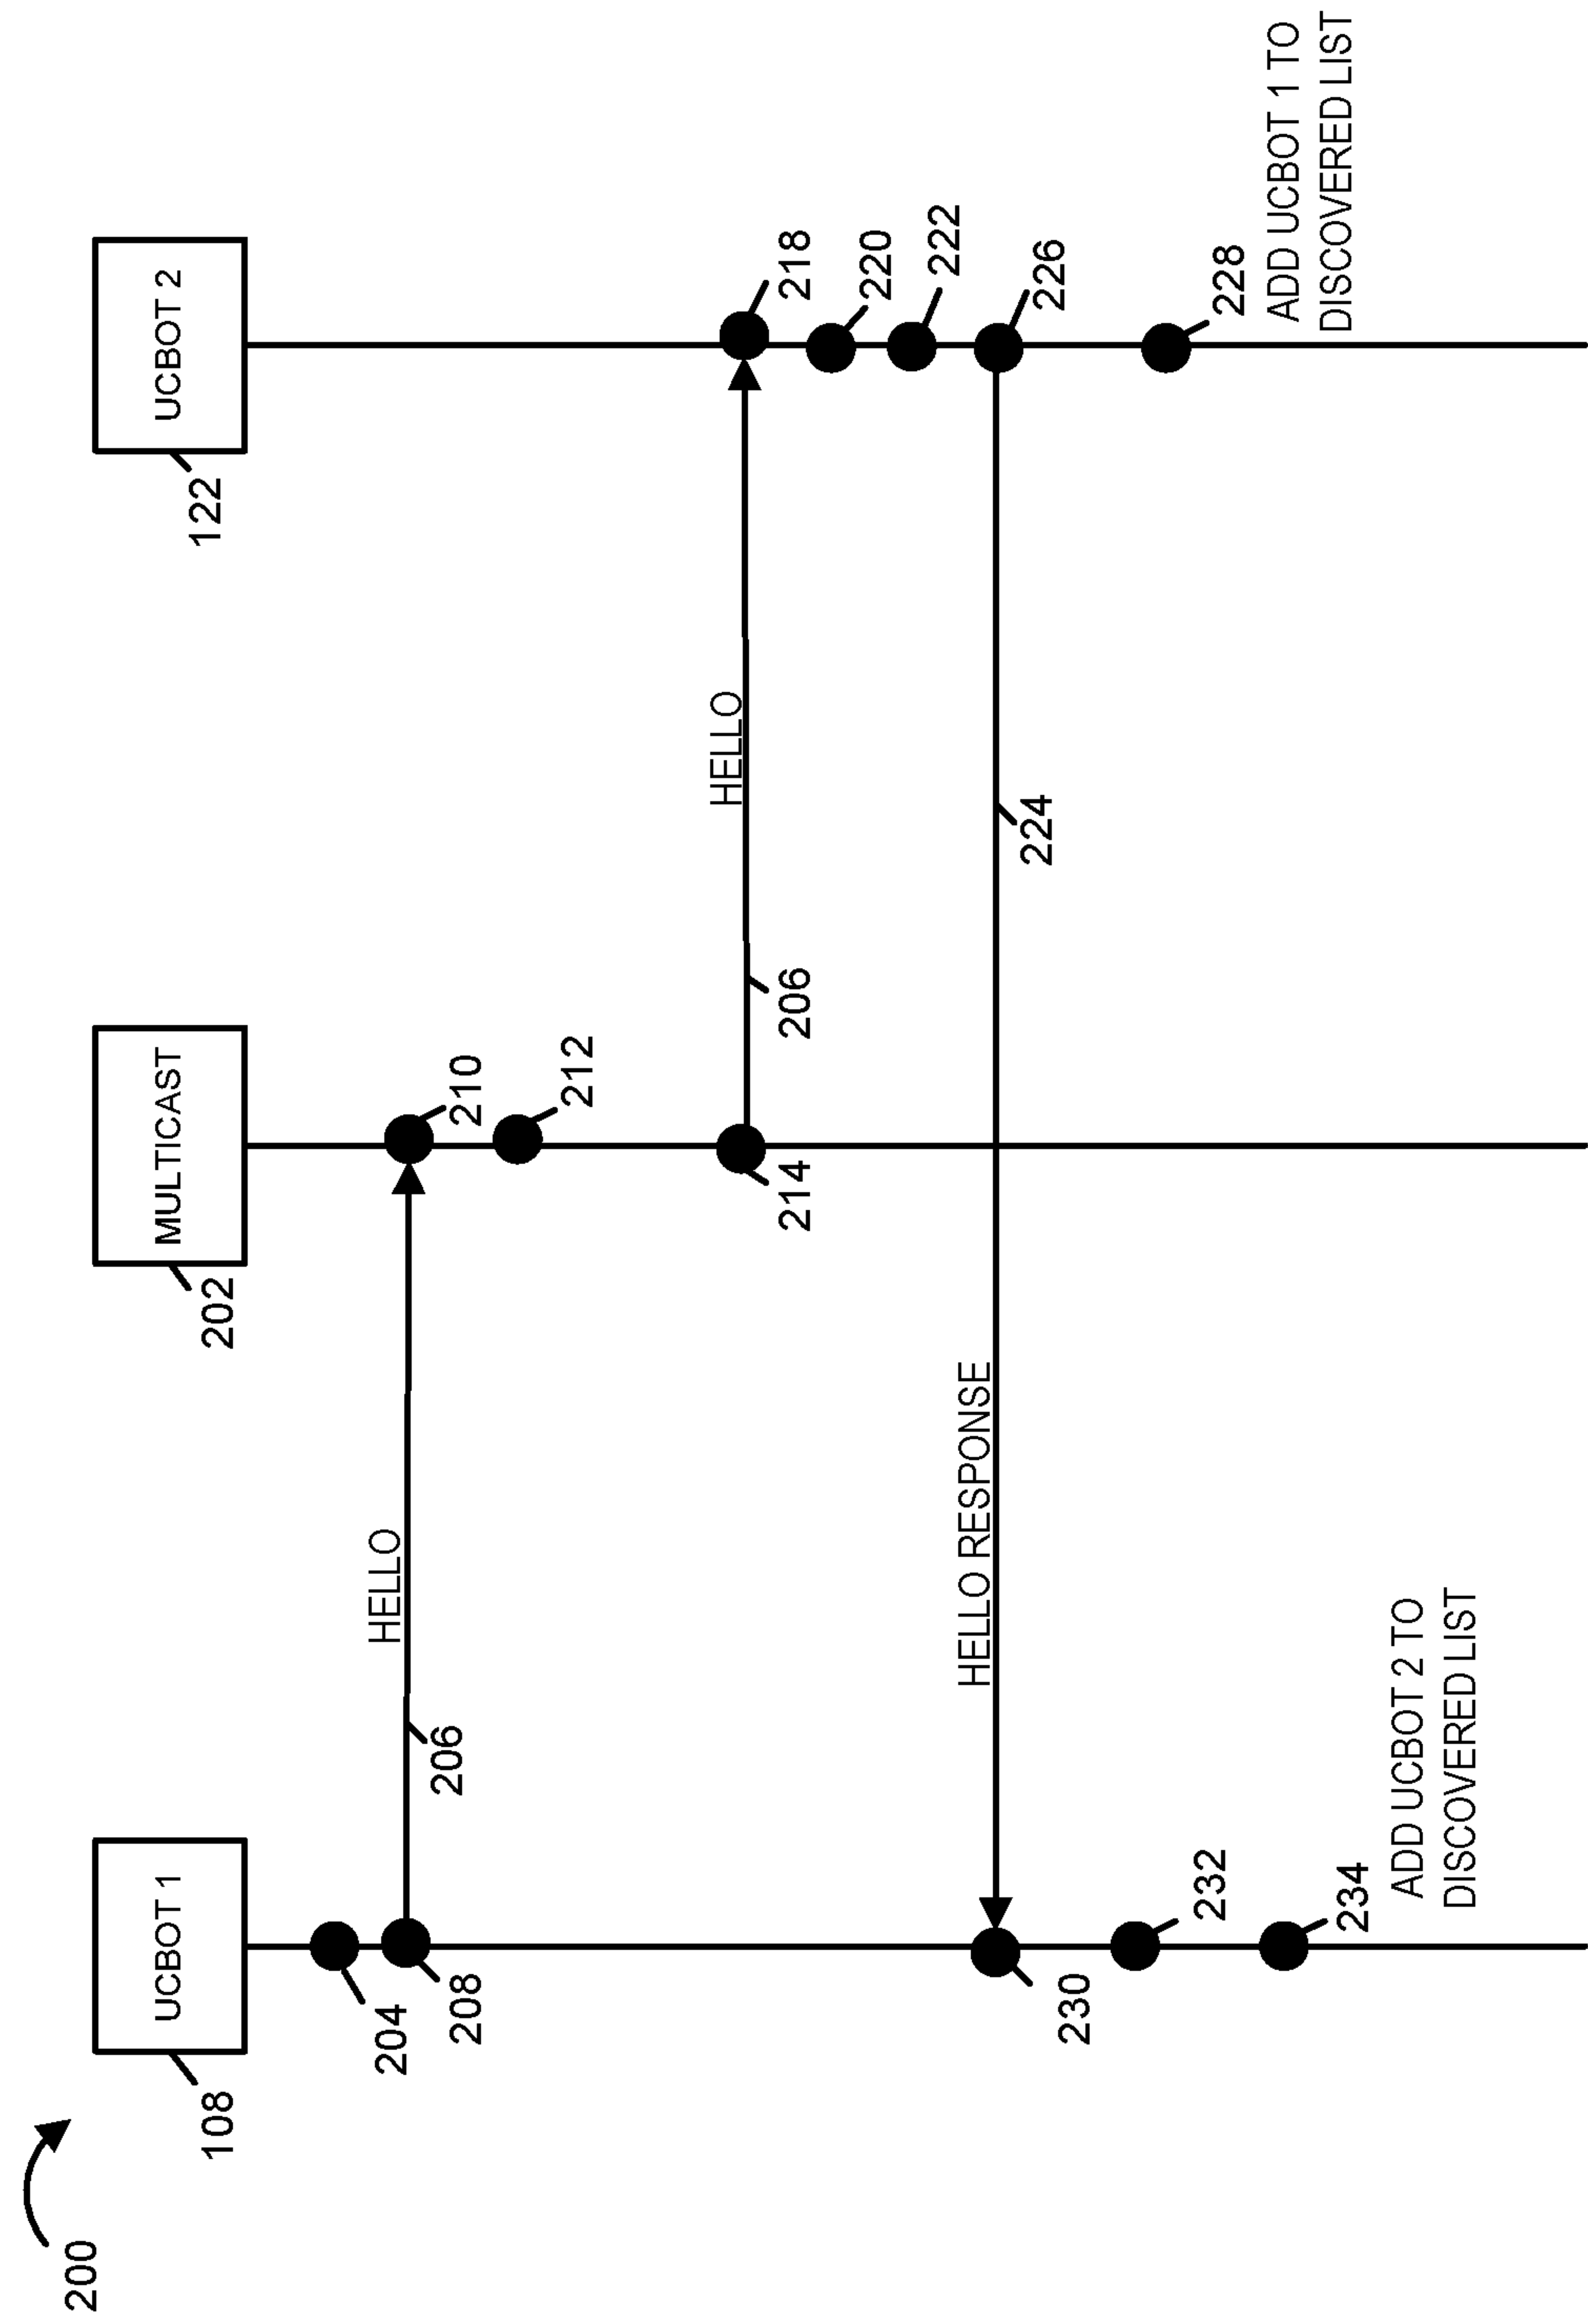 200
108
UCBOT 1
202
MULTICAST
122
UCBOT 2
204
HELLO
208
206
210
212
HELLO
214
206
218
220
222
HELLO RESPONSE
224
226
230
232
228
234
ADD UCBOT 1 TO
DISCOVERED LIST
ADD UCBOT 2 TO
DISCOVERED LIST